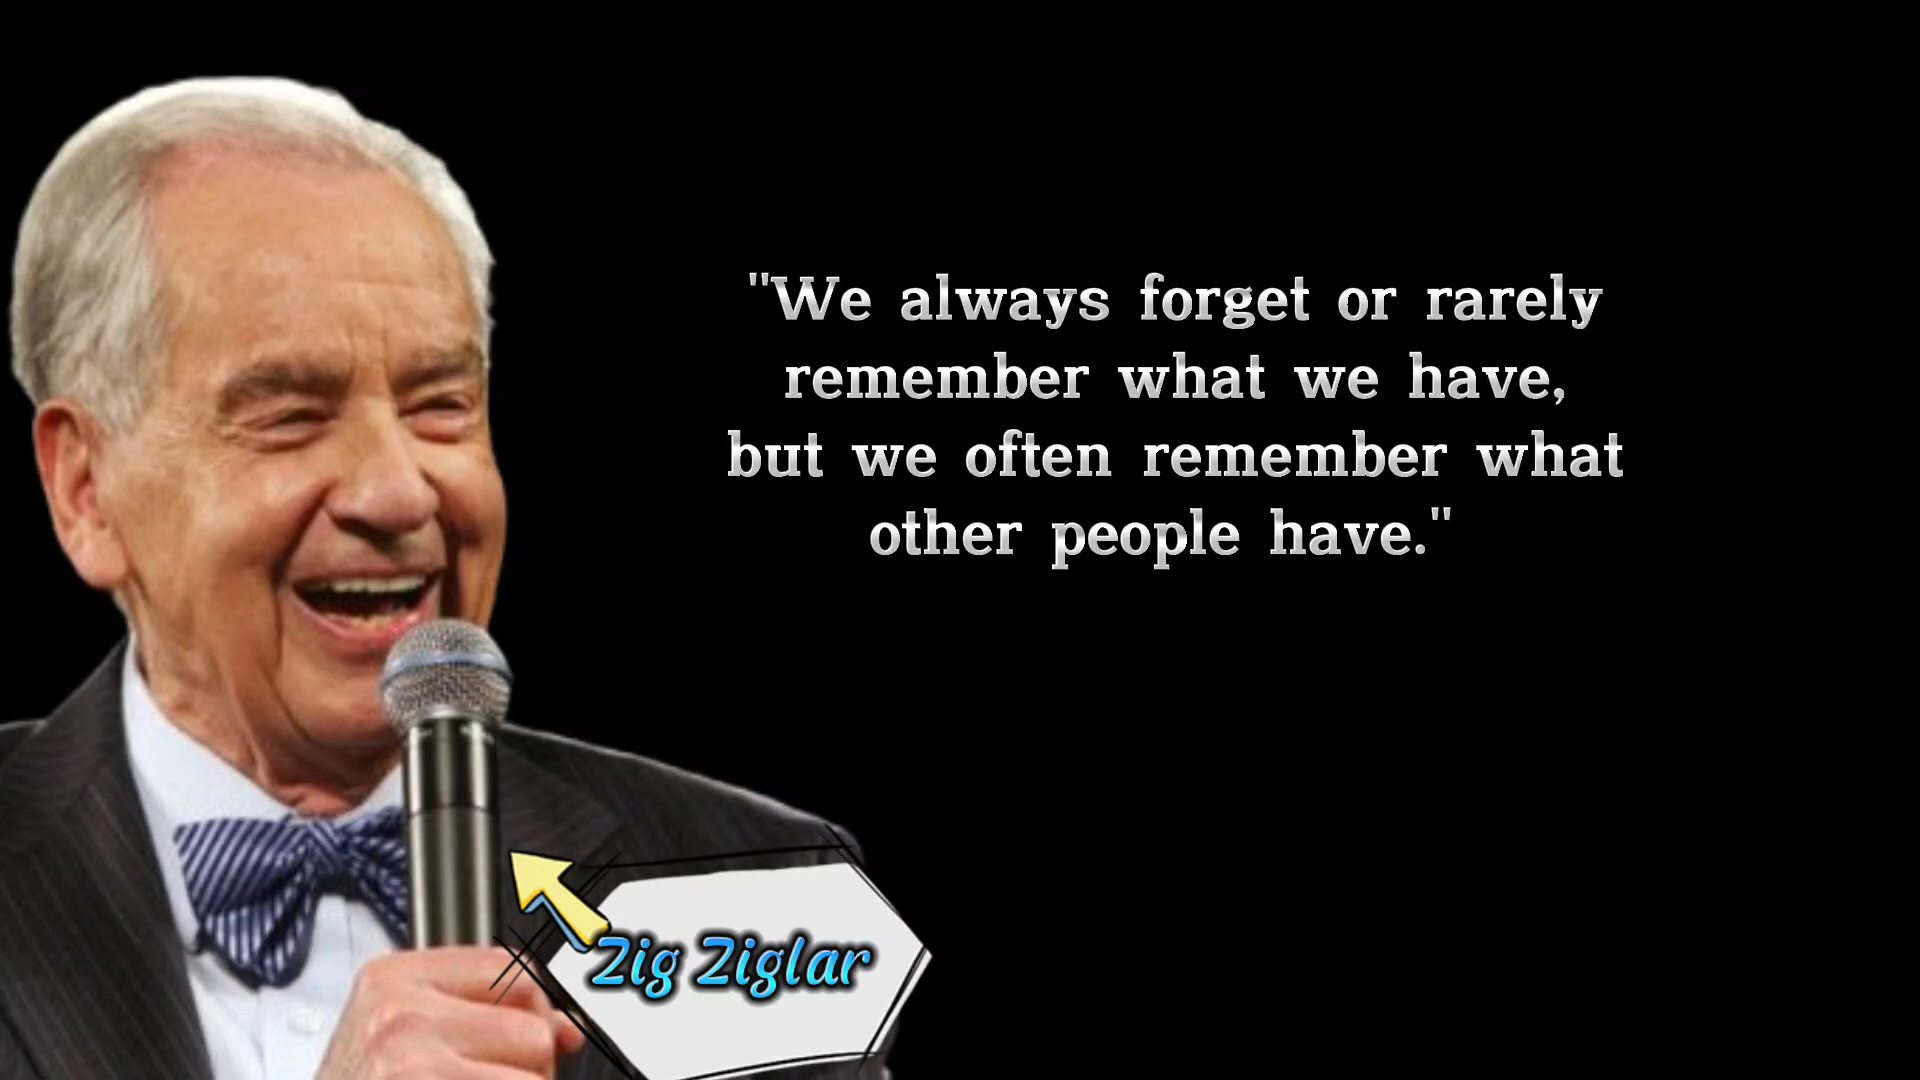 "We always forget or rarely
remember what we have,
but we often remember what
other people have."
Zig Ziglar